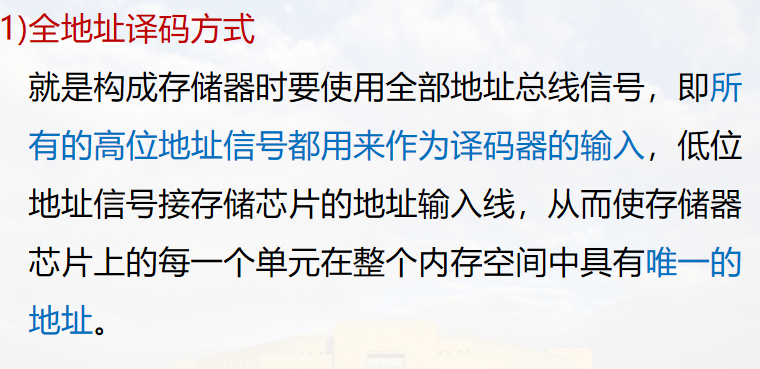 1)全地址译码方式
就是构成存储器时要使用全部地址总线信号，即所
有的高位地址信号都用来作为译码器的输入，低位
地址信号接存储芯片的地址输入线，从而使存储器
芯片上的每一个单元在整个内存空间中具有唯一的
地址。